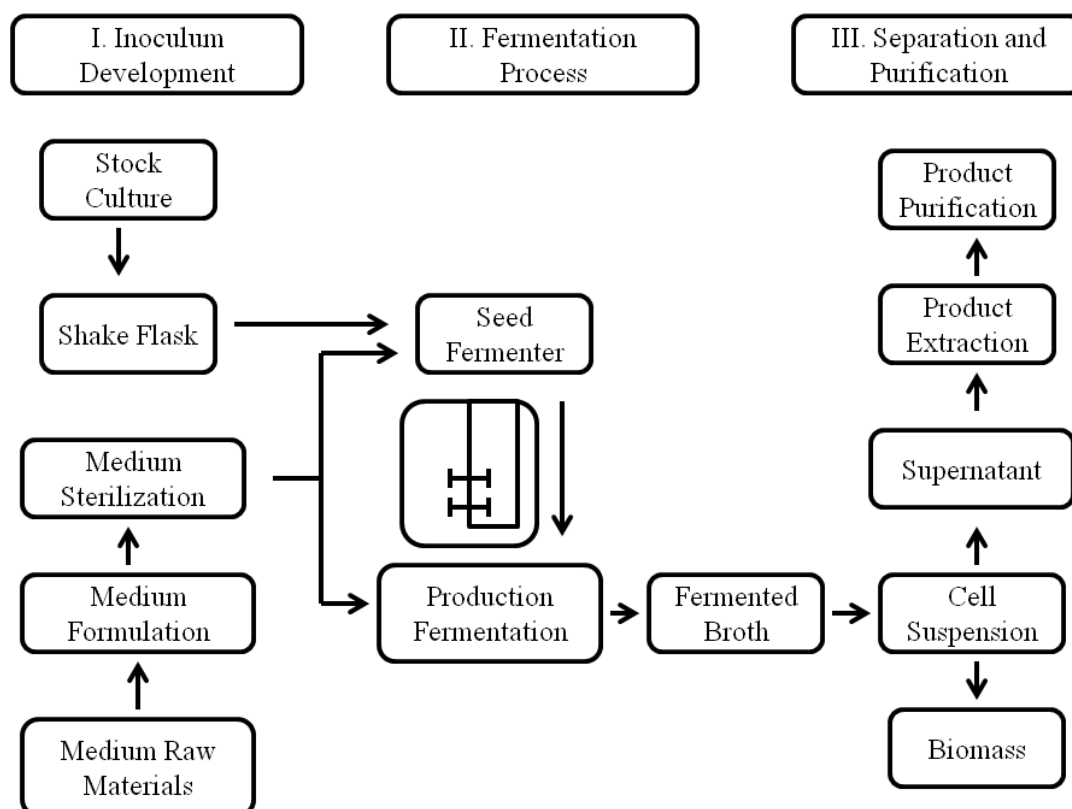 I. Inoculum
Development
II. Fermentation
Process
III. Separation and
Purification
Stock
Culture
Shake Flask
Medium
Sterilization
Medium
Formulation
Medium Raw
Materials
Seed
Fermenter
Production
Fermentation
Fermented
Broth
Product
Purification
Product
Extraction
Supernatant
Cell
Suspension
Biomass